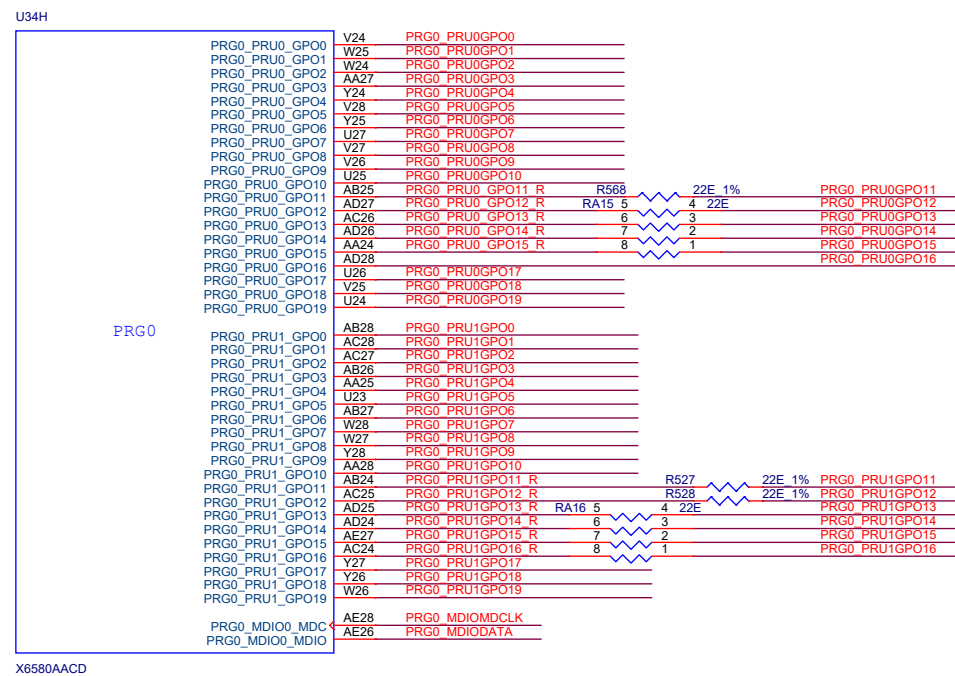 U34H
PRG0_PRU0_GPO0 V24 PRG0_PRU0GPO0
PRG0_PRU0_GPO1 W25 PRG0_PRU0GPO1
PRG0_PRU0_GPO2 W24 PRG0_PRU0GPO2
PRG0_PRU0_GPO3 AA27 PRG0_PRU0GPO3
PRG0_PRU0_GPO4 Y24 PRG0_PRU0GPO4
PRG0_PRU0_GPO5 V28 PRG0_PRU0GPO5
PRG0_PRU0_GPO6 Y25 PRG0_PRU0GPO6
PRG0_PRU0_GPO7 U27 PRG0_PRU0GPO7
PRG0_PRU0_GPO8 V27 PRG0_PRU0GPO8
PRG0_PRU0_GPO9 V26 PRG0_PRU0GPO9
PRG0_PRU0_GPO10 U25 PRG0_PRU0GPO10
PRG0_PRU0_GPO11 AB25 PRG0_PRU0_GPO11_R R568 22E_1% PRG0_PRU0GPO11
PRG0_PRU0_GPO12 AD27 PRG0_PRU0_GPO12_R RA15 5 4 22E PRG0_PRU0GPO12
PRG0_PRU0_GPO13 AC26 PRG0_PRU0_GPO13_R 6 3 PRG0_PRU0GPO13
PRG0_PRU0_GPO14 AD26 PRG0_PRU0_GPO14_R 7 2 PRG0_PRU0GPO14
PRG0_PRU0_GPO15 AA24 PRG0_PRU0_GPO15_R 8 1 PRG0_PRU0GPO15
PRG0_PRU0_GPO16 AD28 PRG0_PRU0GPO16
PRG0_PRU0_GPO17 U26 PRG0_PRU0GPO17
PRG0_PRU0_GPO18 V25 PRG0_PRU0GPO18
PRG0_PRU0_GPO19 U24 PRG0_PRU0GPO19
PRG0
PRG0_PRU1_GPO0 AB28 PRG0_PRU1GPO0
PRG0_PRU1_GPO1 AC28 PRG0_PRU1GPO1
PRG0_PRU1_GPO2 AC27 PRG0_PRU1GPO2
PRG0_PRU1_GPO3 AB26 PRG0_PRU1GPO3
PRG0_PRU1_GPO4 AA25 PRG0_PRU1GPO4
PRG0_PRU1_GPO5 U23 PRG0_PRU1GPO5
PRG0_PRU1_GPO6 AB27 PRG0_PRU1GPO6
PRG0_PRU1_GPO7 W28 PRG0_PRU1GPO7
PRG0_PRU1_GPO8 W27 PRG0_PRU1GPO8
PRG0_PRU1_GPO9 Y28 PRG0_PRU1GPO9
PRG0_PRU1_GPO10 AA28 PRG0_PRU1GPO10
PRG0_PRU1_GPO11 AB24 PRG0_PRU1GPO11_R R527 22E_1% PRG0_PRU1GPO11
PRG0_PRU1_GPO12 AC25 PRG0_PRU1GPO12_R R528 22E_1% PRG0_PRU1GPO12
PRG0_PRU1_GPO13 AD25 PRG0_PRU1GPO13_R RA16 5 4 22E PRG0_PRU1GPO13
PRG0_PRU1_GPO14 AD24 PRG0_PRU1GPO14_R 6 3 PRG0_PRU1GPO14
PRG0_PRU1_GPO15 AE27 PRG0_PRU1GPO15_R 7 2 PRG0_PRU1GPO15
PRG0_PRU1_GPO16 AC24 PRG0_PRU1GPO16_R 8 1 PRG0_PRU1GPO16
PRG0_PRU1_GPO17 Y27 PRG0_PRU1GPO17
PRG0_PRU1_GPO18 Y26 PRG0_PRU1GPO18
PRG0_PRU1_GPO19 W26 PRG0_PRU1GPO19
PRG0_MDIO0_MDC AE28 PRG0_MDIOMDCLK
PRG0_MDIO0_MDIO AE26 PRG0_MDIODATA
X6580AACD